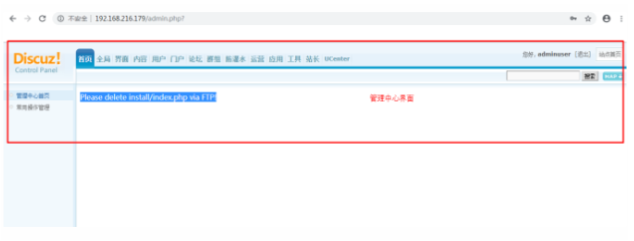 不安全 | 192.168.216.179/admin.php?
Discuz!
Control Panel
首页 全局 界面 内容 用户 门户 论坛 群组 防灌水 运营 应用 工具 站长 UCenter
您好, adminuser [退出] 站点首页
搜索
管理中心首页
常用操作管理
Please delete install/index.php via FTP!
管理中心界面